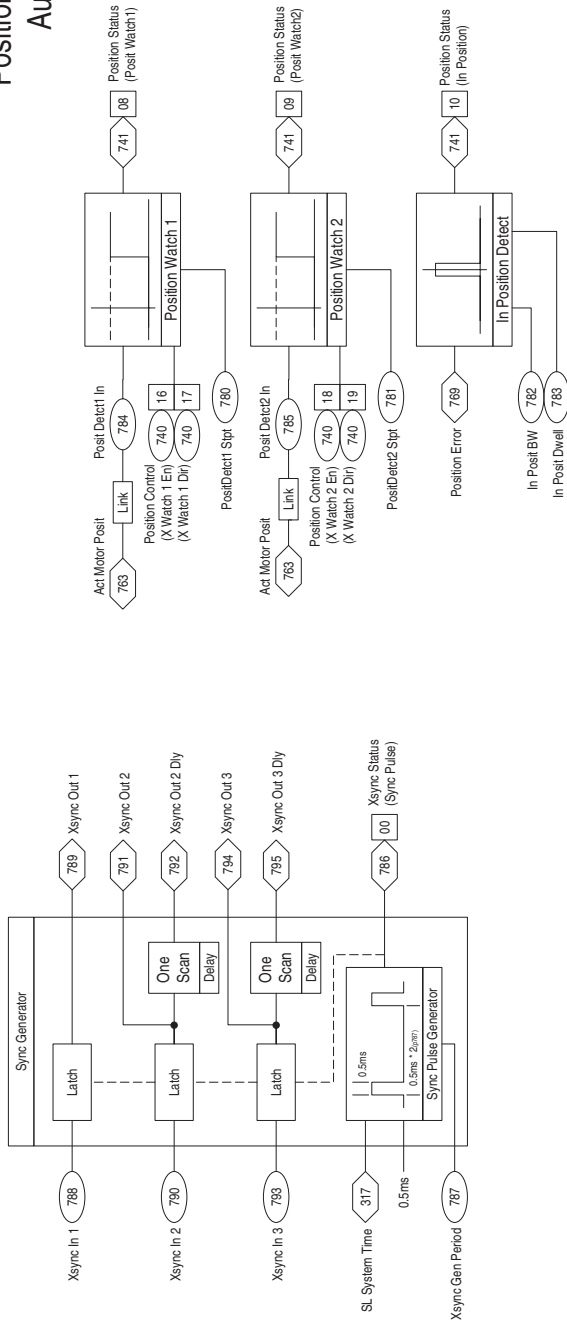 Position
Au
Sync Generator
Xsync In 1
788
Latch
789
Xsync Out 1
791
Xsync Out 2
Xsync In 2
790
Latch
One
Scan
Delay
792
Xsync Out 2 Dly
794
Xsync Out 3
Xsync In 3
793
Latch
One
Scan
Delay
795
Xsync Out 3 Dly
SL System Time
317
0.5ms
0.5ms
0.5ms * 2(p787)
Sync Pulse Generator
786
00
Xsync Status
(Sync Pulse)
Xsync Gen Period
787
Act Motor Posit
763
Link
Posit Detct1 In
784
Position Control
(X Watch 1 En)
(X Watch 1 Dir)
740
16
740
17
PositDetct1 Stpt
780
Position Watch 1
741
08
Position Status
(Posit Watch1)
Act Motor Posit
763
Link
Posit Detct2 In
785
Position Control
(X Watch 2 En)
(X Watch 2 Dir)
740
18
740
19
PositDetct2 Stpt
781
Position Watch 2
741
09
Position Status
(Posit Watch2)
Position Error
769
In Posit BW
782
In Posit Dwell
783
In Position Detect
741
10
Position Status
(In Position)